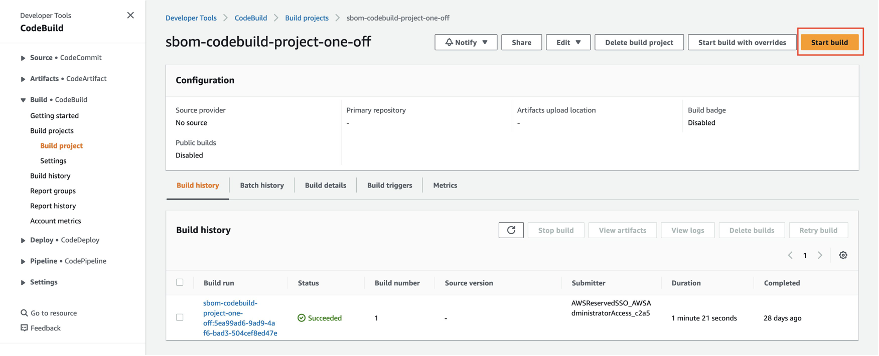 Developer Tools
CodeBuild
Source • CodeCommit
Artifacts • CodeArtifact
Build • CodeBuild
Getting started
Build projects
Build project
Settings
Build history
Report groups
Report history
Account metrics
Deploy • CodeDeploy
Pipeline • CodePipeline
Settings
Go to resource
Feedback
Developer Tools CodeBuild Build projects sbom-codebuild-project-one-off
sbom-codebuild-project-one-off
Notify Share Edit Delete build project Start build with overrides Start build
Configuration
Source provider Primary repository Artifacts upload location Build badge
No source - - Disabled
Public builds
Disabled
Build history Batch history Build details Build triggers Metrics
Build history
Stop build View artifacts View logs Delete builds Retry build
1
Build run Status Build number Source version Submitter Duration Completed
sbom-codebuild-
project-one-
off:5ea99ad6-9ad9-4a
f6-bad3-504cef8ed47e
Succeeded
1
-
AWSReservedSSO_AWSA
dministratorAccess_c2a5
1 minute 21 seconds
28 days ago